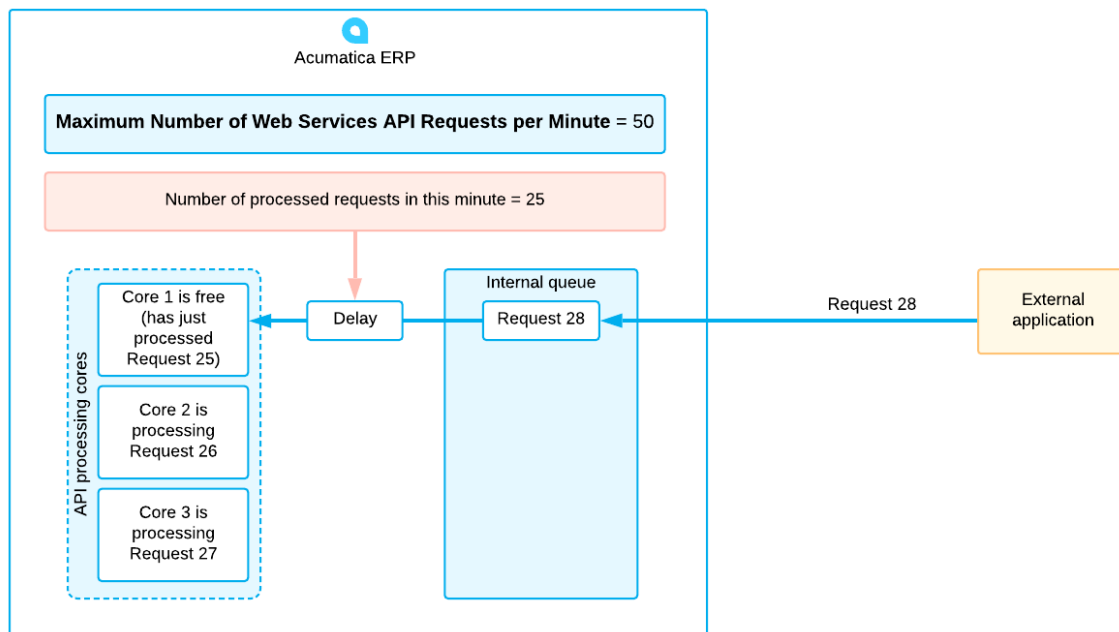 Acumatica ERP
Maximum Number of Web Services API Requests per Minute = 50
Number of processed requests in this minute = 25
API processing cores
Core 1 is free
(has just
processed
Request 25)
Core 2 is
processing
Request 26
Core 3 is
processing
Request 27
Delay
Internal queue
Request 28
Request 28
External
application